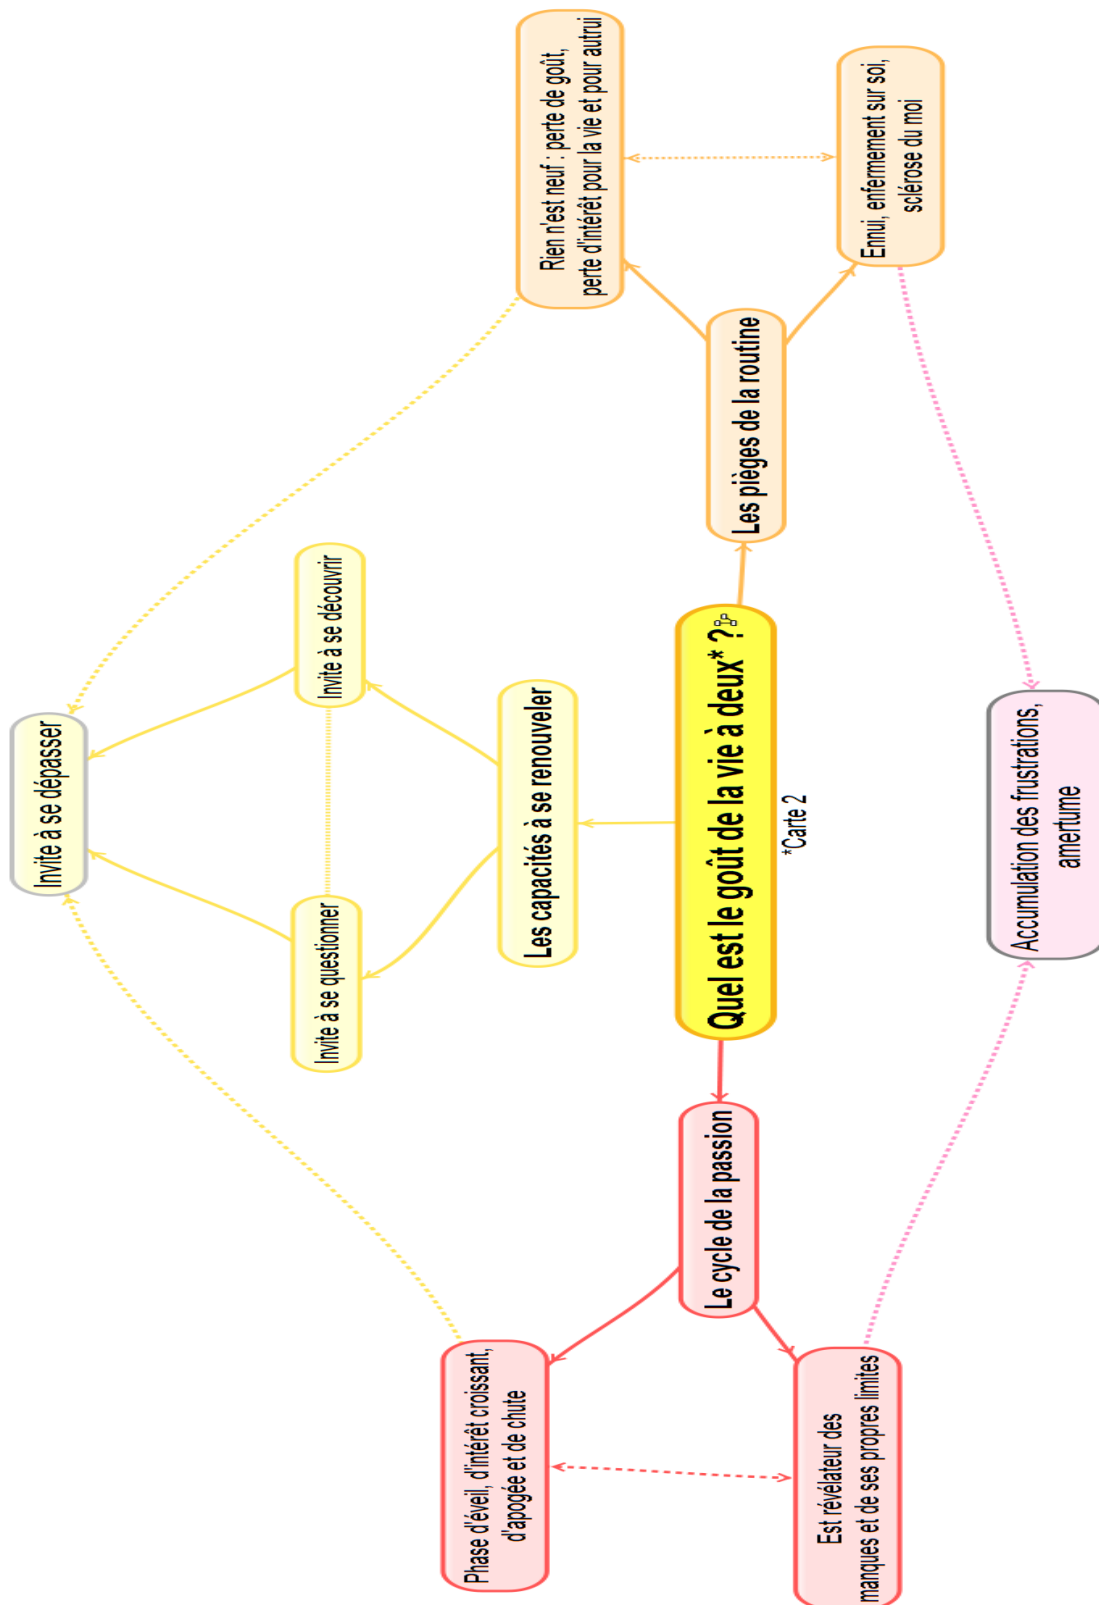 Invite à se dépasser
Invite à se questionner
Invite à se découvrir
Phase d'éveil, d'intérêt croissant,
d'apogée et de chute
Les capacités à se renouveler
Rien n'est neuf : perte de goût,
perte d'intérêt pour la vie et pour autrui
Le cycle de la passion
Quel est le goût de la vie à deux* ?
*Carte 2
Les pièges de la routine
Est révélateur des
manques et de ses propres limites
Ennui, enfermement sur soi,
sclérose du moi
Accumulation des frustrations,
amertume